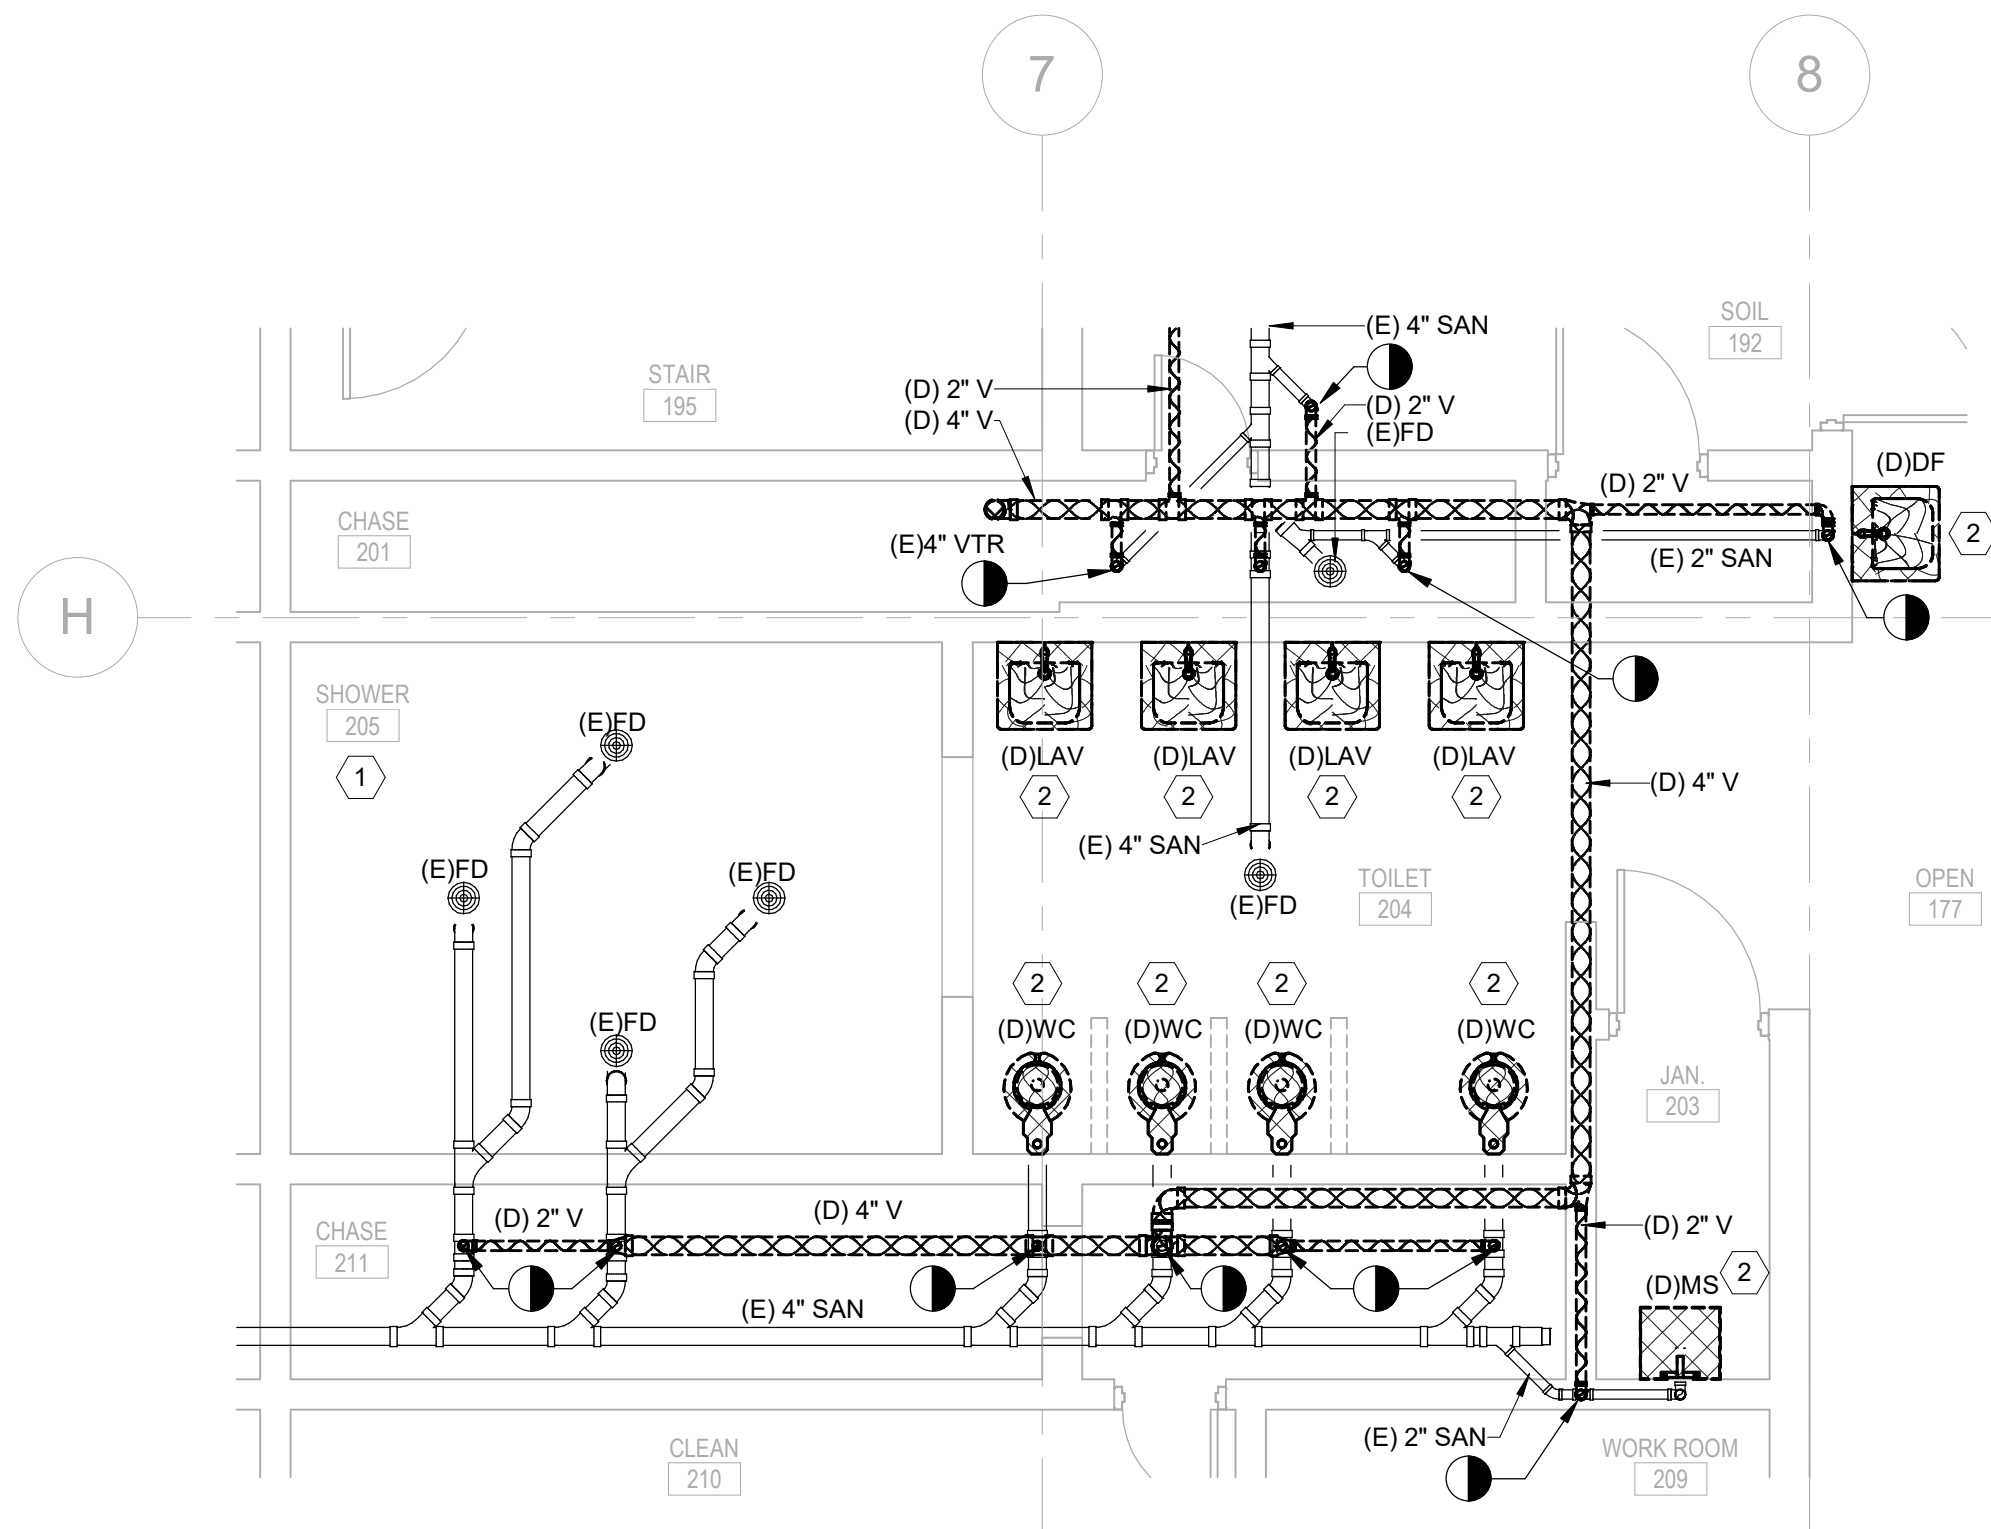 7
8
H
SOIL
192
(E) 4" SAN
STAIR
195
(D) 2" V
(D) 4" V
(D) 2" V
(E)FD
(D)DF
(D) 2" V
CHASE
201
(E)4" VTR
2
(E) 2" SAN
SHOWER
205
(E)FD
1
(D)LAV
(D)LAV
(D)LAV
(D)LAV
2
2
2
2
(D) 4" V
(E) 4" SAN
(E)FD
(E)FD
TOILET
204
OPEN
177
(E)FD
2
2
2
2
(E)FD
(D)WC
(D)WC
(D)WC
(D)WC
JAN.
203
(D) 2" V
(D) 4" V
(D) 2" V
CHASE
211
2
(D)MS
(E) 4" SAN
(E) 2" SAN
CLEAN
210
WORK ROOM
209